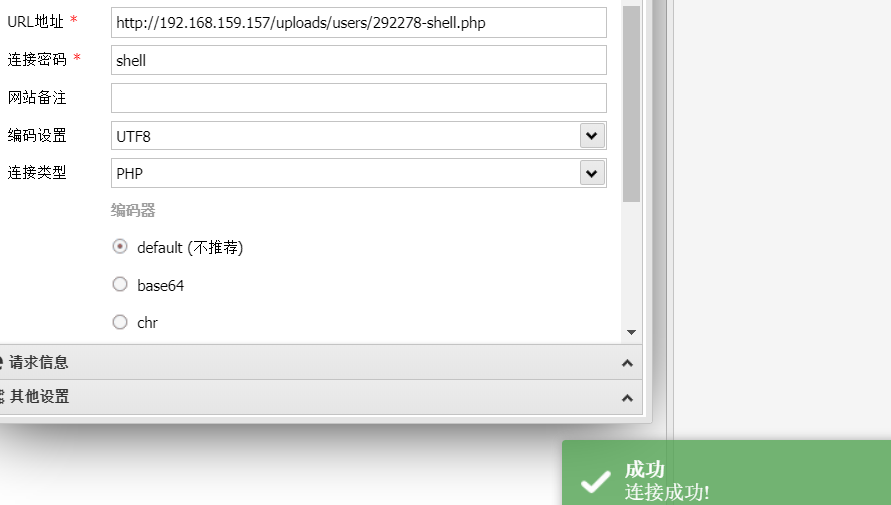 URL地址 * http://192.168.159.157/uploads/users/292278-shell.php
连接密码 * shell
网站备注
编码设置 UTF8
连接类型 PHP
编码器
default (不推荐)
base64
chr
请求信息
其他设置
成功
连接成功!